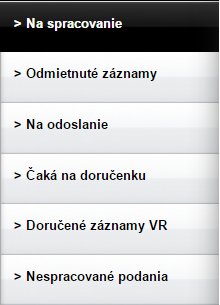 > Na spracovanie
> Odmietnuté záznamy
> Na odoslanie
> Čaká na doručenku
> Doručené záznamy VR
> Nespracované podania